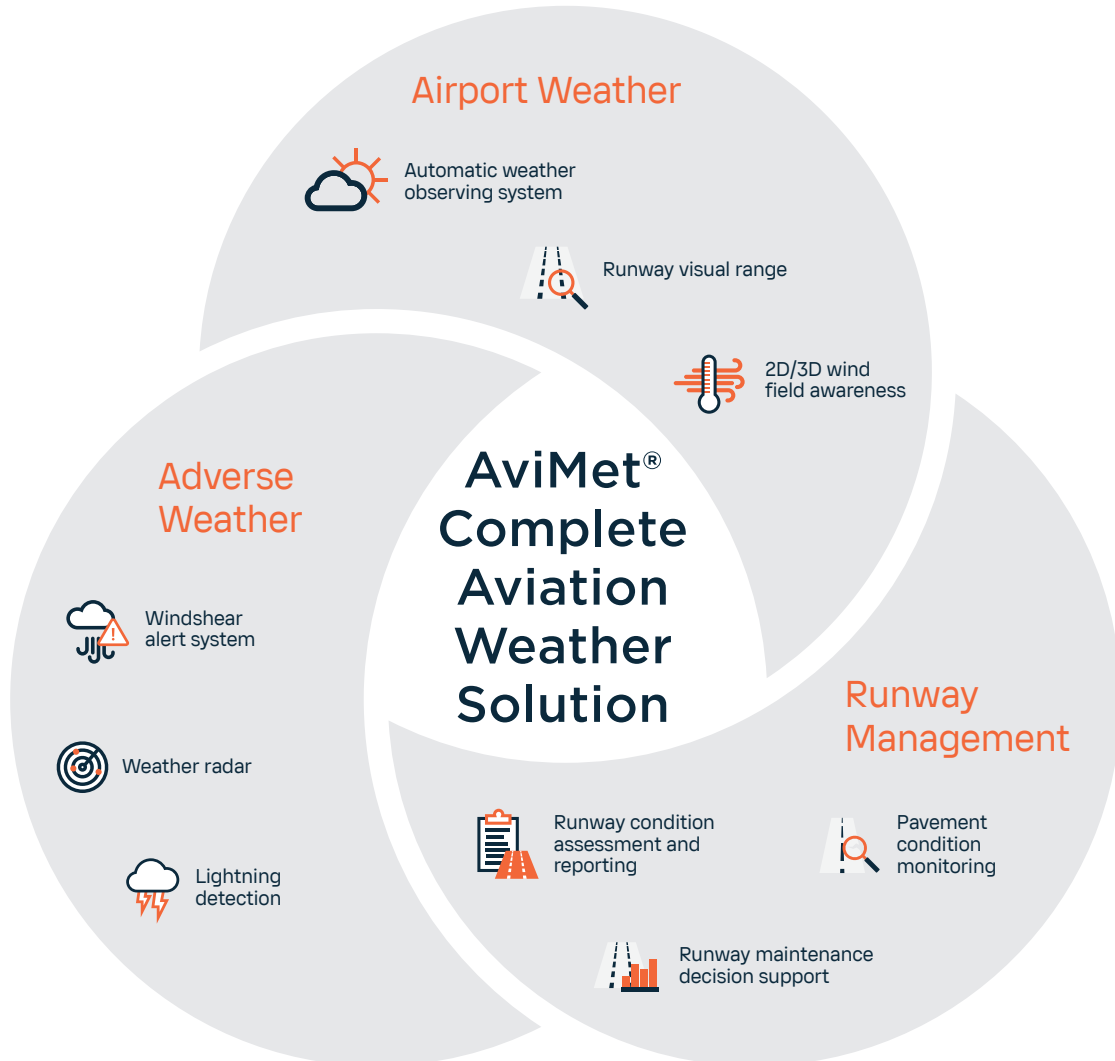 Airport Weather
Automatic weather
observing system
Runway visual range
2D/3D wind
field awareness
AviMet®
Complete
Aviation
Weather
Solution
Adverse
Weather
Windshear
alert system
Weather radar
Lightning
detection
Runway
Management
Runway condition
assessment and
reporting
Pavement
condition
monitoring
Runway maintenance
decision support